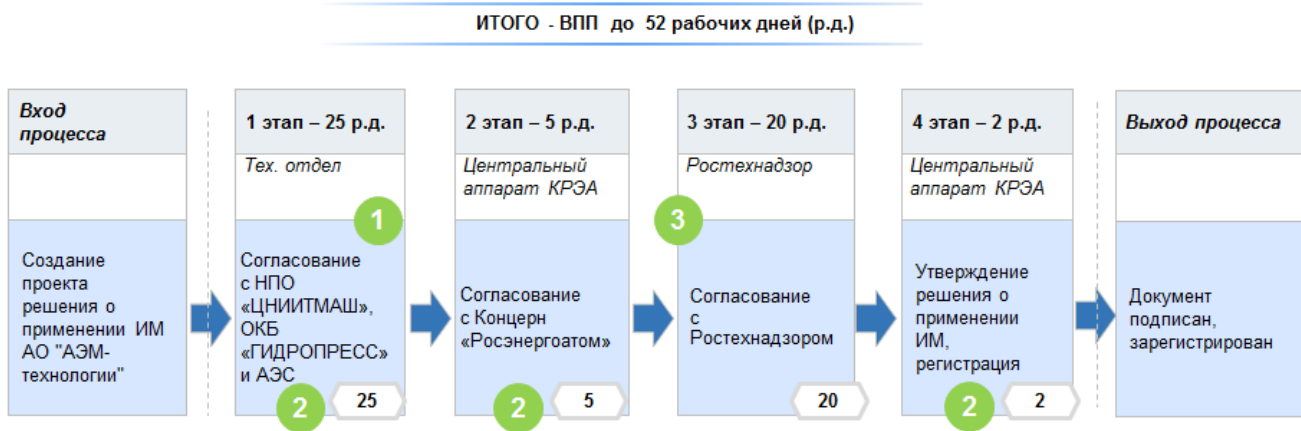 ИТОГО - ВПП до 52 рабочих дней (р.д.)
Вход
процесса
Создание
проекта
решения о
применении ИМ
АО "АЭМ-
технологии"
1 этап – 25 р.д.
Тех. отдел
1
Согласование
с НПО
«ЦНИИТМАШ»,
ОКБ
«ГИДРОПРЕСС»
и АЭС
2
25
2 этап – 5 р.д.
Центральный
аппарат КРЭА
Согласование
с Концерн
«Росэнергоатом»
2
5
3 этап – 20 р.д.
Ростехнадзор
3
Согласование
с
Ростехнадзором
20
4 этап – 2 р.д.
Центральный
аппарат КРЭА
Утверждение
решения о
применении
ИМ,
регистрация
2
2
Выход процесса
Документ
подписан,
зарегистрирован